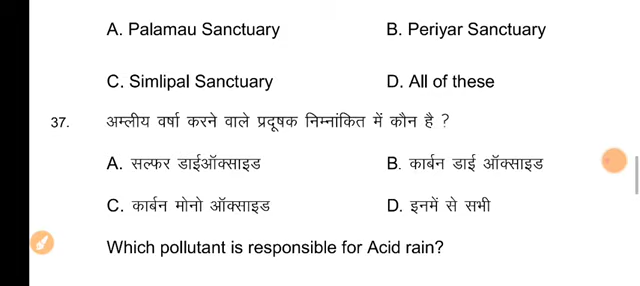 A. Palamau Sanctuary B. Periyar Sanctuary
C. Simlipal Sanctuary D. All of these
37. अम्लीय वर्षा करने वाले प्रदूषक निम्नांकित में कौन है ?
A. सल्फर डाईऑक्साइड B. कार्बन डाई ऑक्साइड
C. कार्बन मोनो ऑक्साइड D. इनमें से सभी
Which pollutant is responsible for Acid rain?